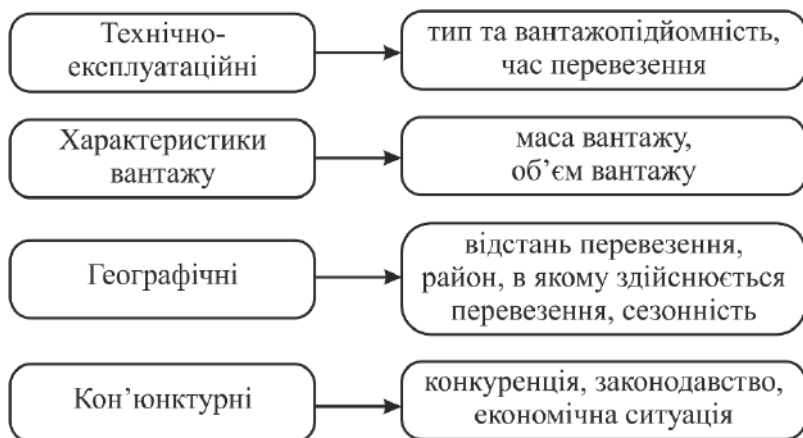 Технічно-
експлуатаційні
тип та вантажопідйомність,
час перевезення
Характеристики
вантажу
маса вантажу,
об’єм вантажу
Географічні
відстань перевезення,
район, в якому здійснюється
перевезення, сезонність
Кон’юнктурні
конкуренція, законодавство,
економічна ситуація